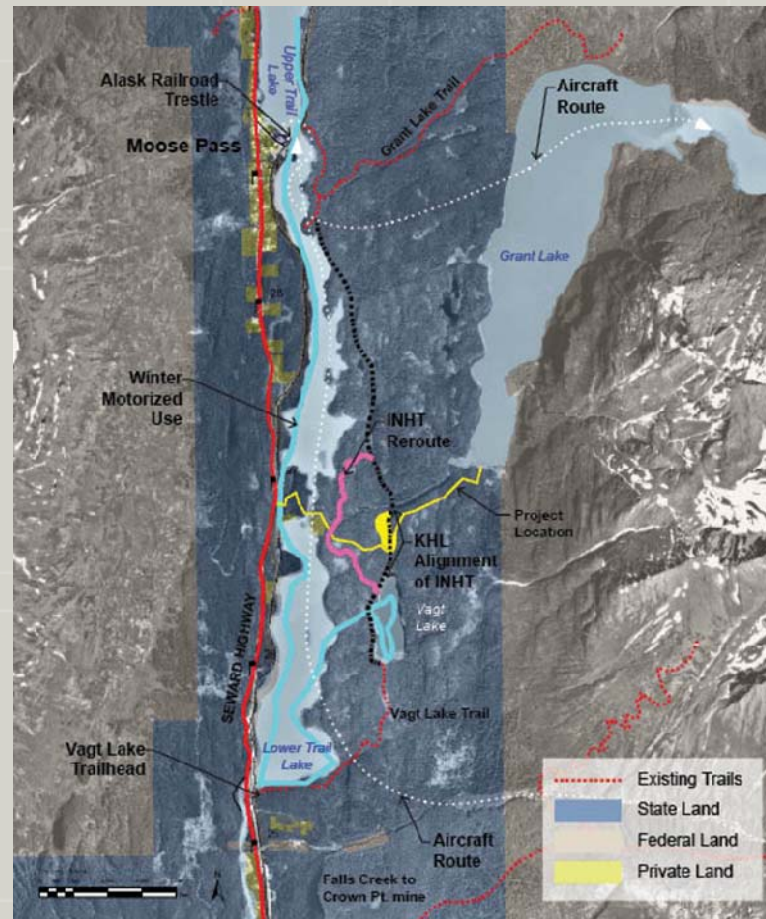 Upper Trail
Lake
Alask Railroad
Trestle
Moose Pass
Grant Lake Trail
Aircraft
Route
Grant Lake
Winter
Motorized
Use
INHT
Reroute
Project
Location
KHL
Alignment
of INHT
Vagt
Lake
SEWARD HIGHWAY
Vagt Lake Trail
Vagt Lake
Trailhead
Lower Trail
Lake
Aircraft
Route
Falls Creek to
Crown Pt. mine
N
Existing Trails
State Land
Federal Land
Private Land